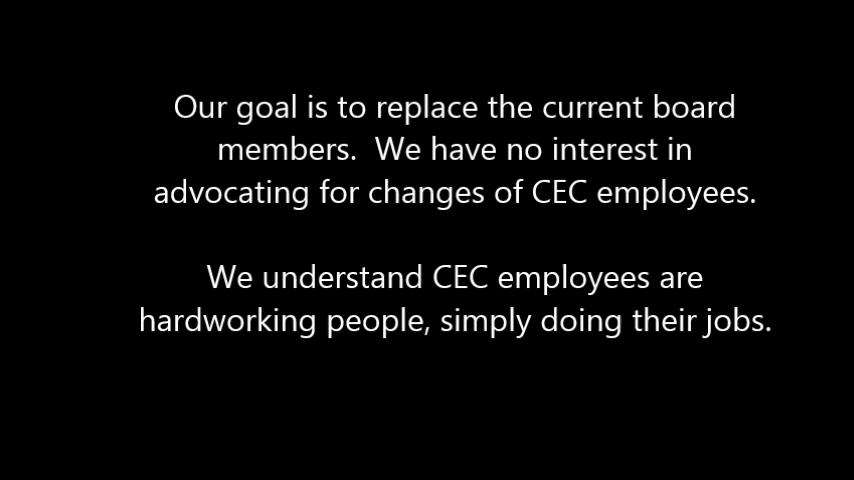 Our goal is to replace the current board
members.  We have no interest in
advocating for changes of CEC employees.
We understand CEC employees are
hardworking people, simply doing their jobs.